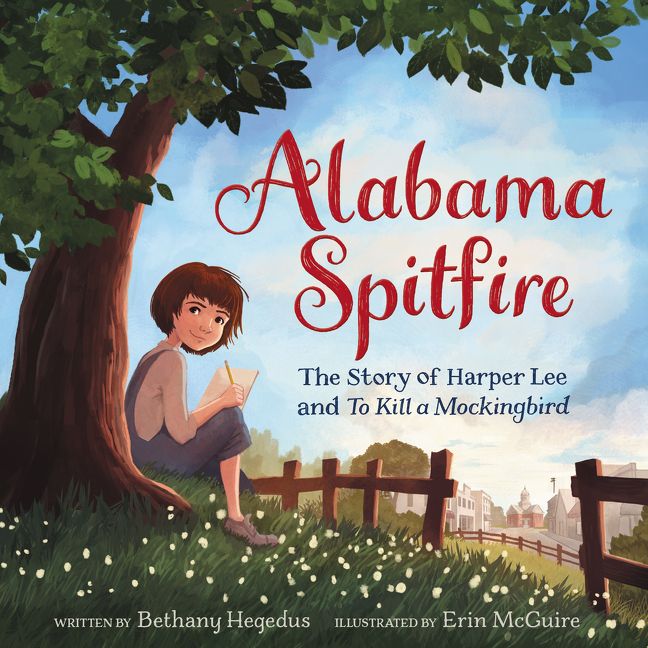 Alabama
Spitfire
The Story of Harper Lee
and To Kill a Mockingbird
WRITTEN BY Bethany Hegedus ILLUSTRATED BY Erin McGuire